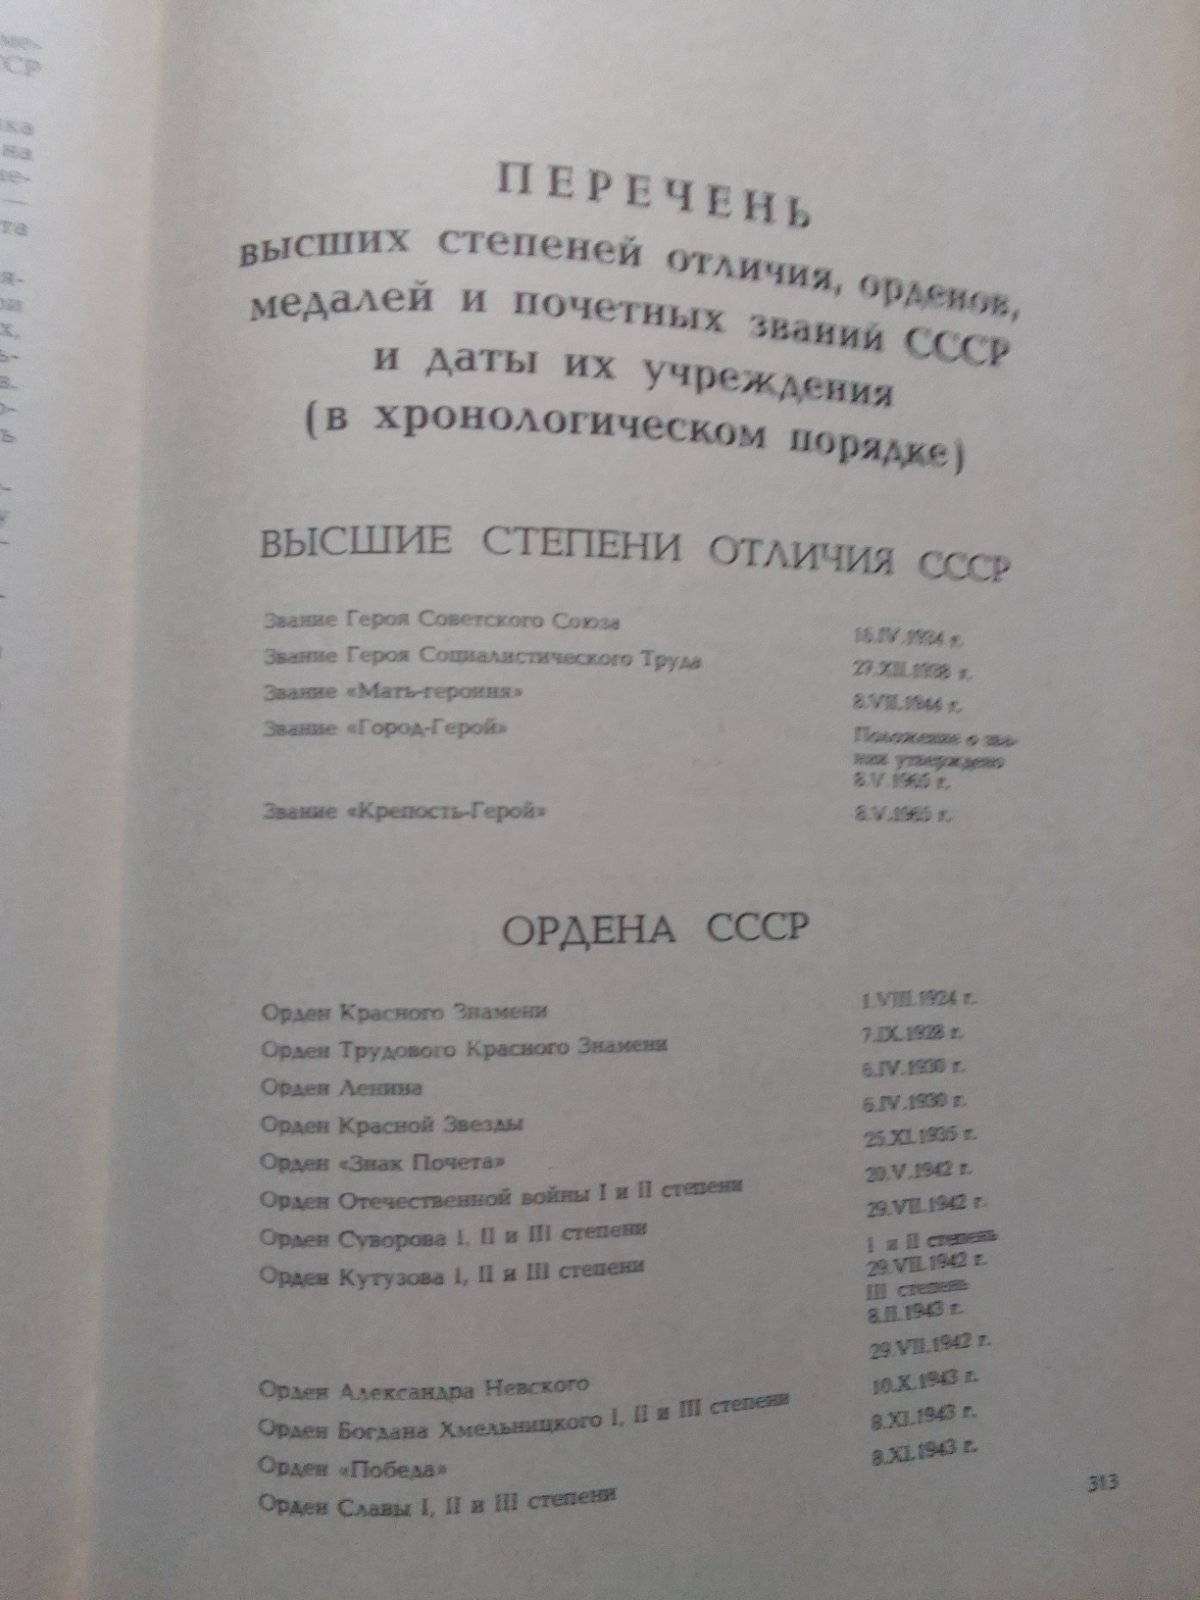 ме-
СССР
на
та
ПЕРЕЧЕНЬ
высших степеней отличия, орденов,
медалей и почетных званий СССР
и даты их учреждения
(в хронологическом порядке)
ВЫСШИЕ СТЕПЕНИ ОТЛИЧИЯ СССР
Звание Героя Советского Союза 16.IV.1934 г.
Звание Героя Социалистического Труда 27.XII.1938 г.
Звание «Мать-героиня» 8.VII.1944 г.
Звание «Город-Герой» Положение о зва-
нии утверждено
8.V.1965 г.
Звание «Крепость-Герой» 8.V.1965 г.
ОРДЕНА СССР
Орден Красного Знамени 1.VIII.1924 г.
Орден Трудового Красного Знамени 7.IX.1928 г.
Орден Ленина 6.IV.1930 г.
Орден Красной Звезды 6.IV.1930 г.
Орден «Знак Почета» 25.XI.1935 г.
Орден Отечественной войны I и II степени 20.V.1942 г.
Орден Суворова I, II и III степени 29.VII.1942 г.
Орден Кутузова I, II и III степени I и II степень
29.VII.1942 г.
III степень
8.II.1943 г.
Орден Александра Невского 29.VII.1942 г.
Орден Богдана Хмельницкого I, II и III степени 10.X.1943 г.
Орден «Победа» 8.XI.1943 г.
Орден Славы I, II и III степени 8.XI.1943 г.
313